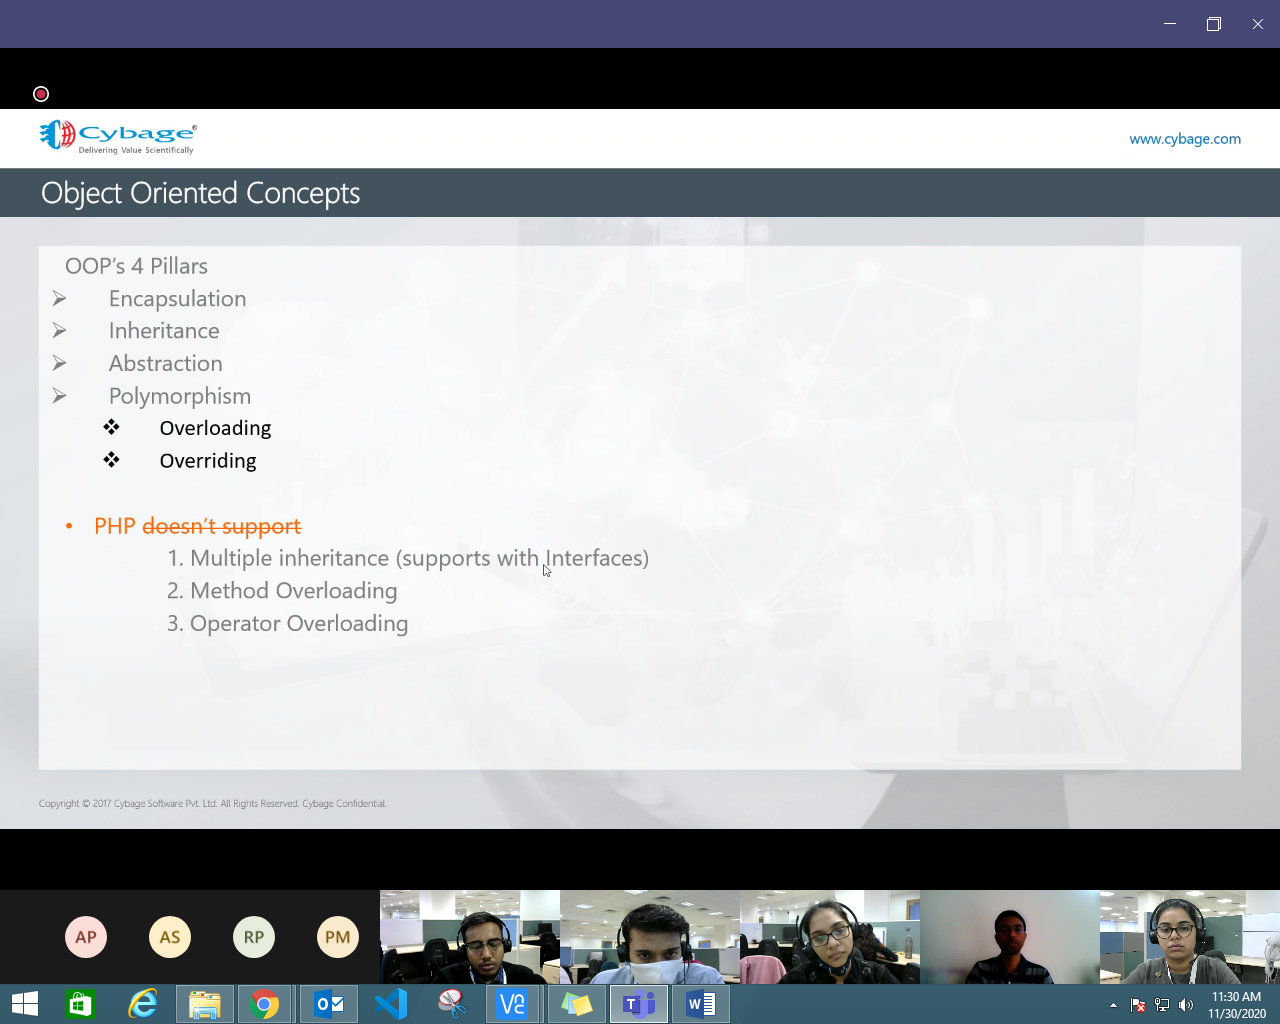 Cybage®
Delivering Value Scientifically
www.cybage.com
Object Oriented Concepts
OOP's 4 Pillars
➢ Encapsulation
➢ Inheritance
➢ Abstraction
➢ Polymorphism
❖ Overloading
❖ Overriding
• PHP doesn't support
1. Multiple inheritance (supports with Interfaces)
2. Method Overloading
3. Operator Overloading
Copyright © 2017 Cybage Software Pvt. Ltd. All Rights Reserved. Cybage Confidential.
AP AS RP PM
11:30 AM
11/30/2020